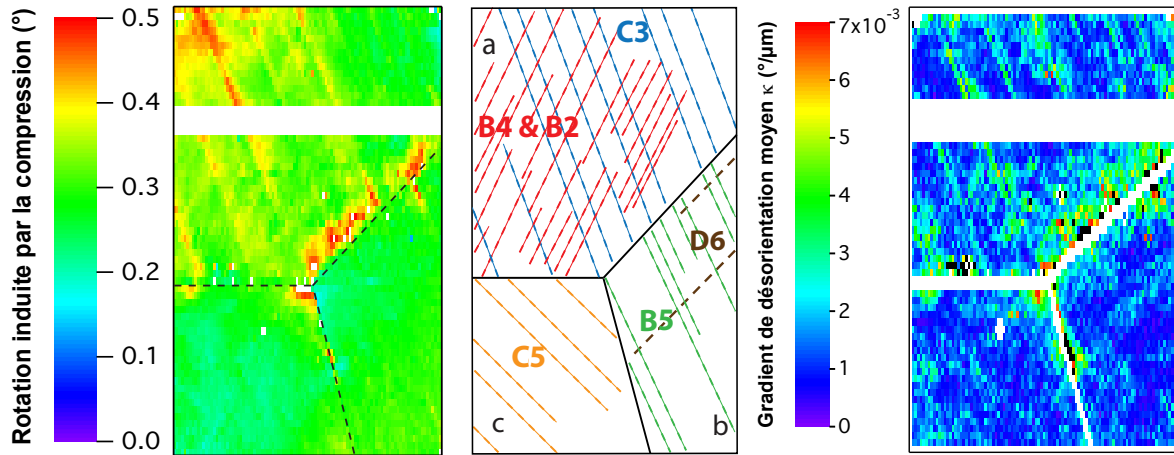 Rotation induite par la compression (°)
0.5
0.4
0.3
0.2
0.1
0.0
a
C3
B4 & B2
D6
B5
C5
c
b
Gradient de désorientation moyen κ (°/μm)
7x10⁻³
6
5
4
3
2
1
0